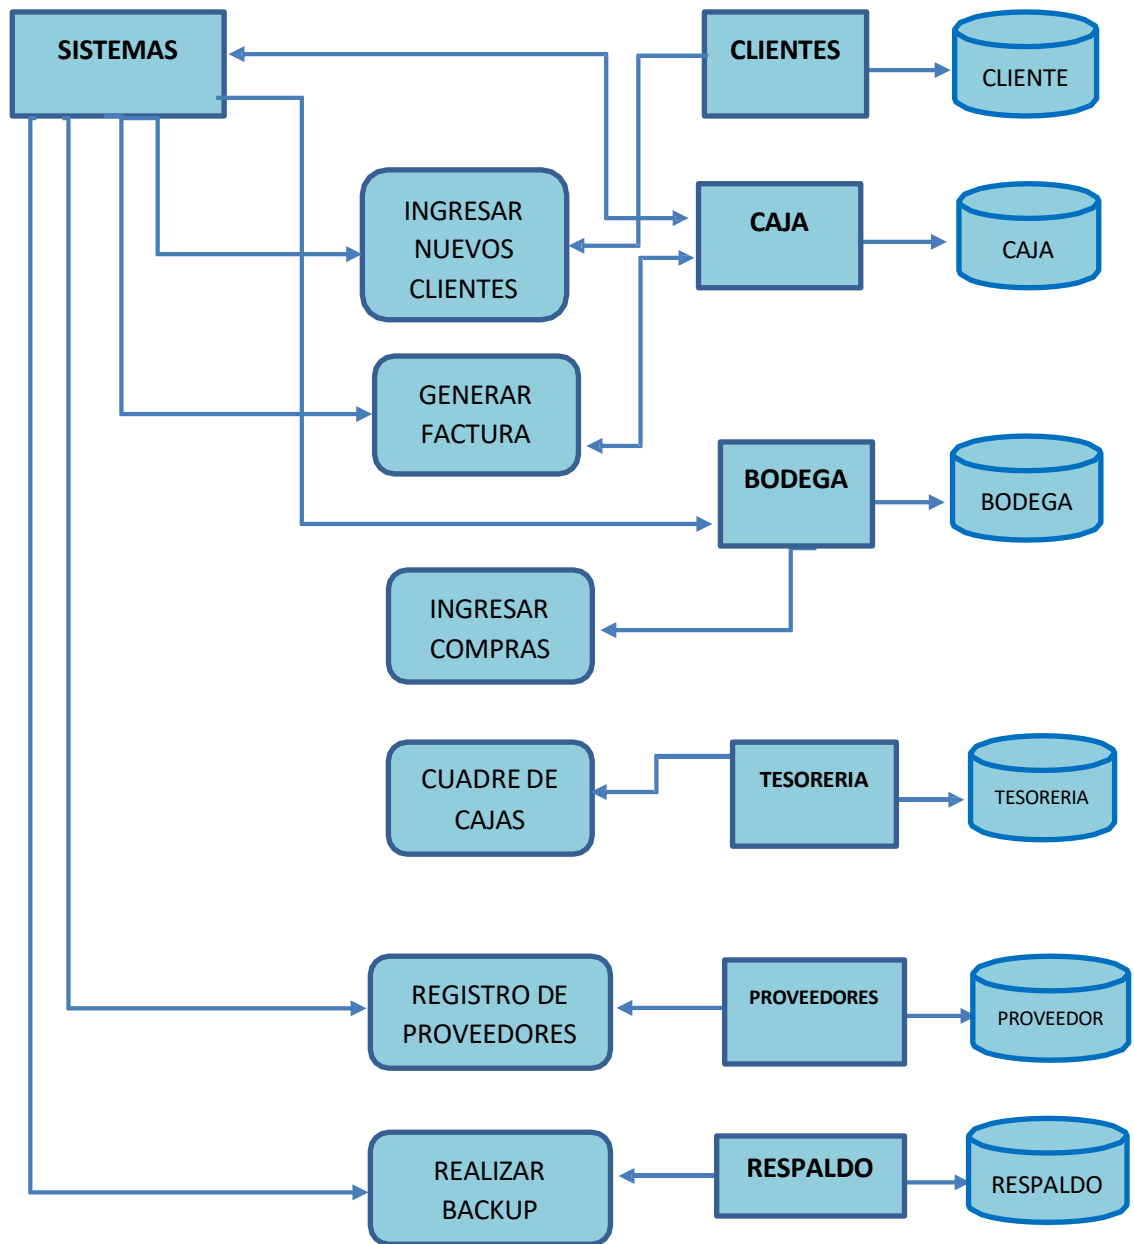 SISTEMAS
CLIENTES
CLIENTE
INGRESAR
NUEVOS
CLIENTES
CAJA
CAJA
GENERAR
FACTURA
BODEGA
BODEGA
INGRESAR
COMPRAS
CUADRE DE
CAJAS
TESORERIA
TESORERIA
REGISTRO DE
PROVEEDORES
PROVEEDORES
PROVEEDOR
REALIZAR
BACKUP
RESPALDO
RESPALDO